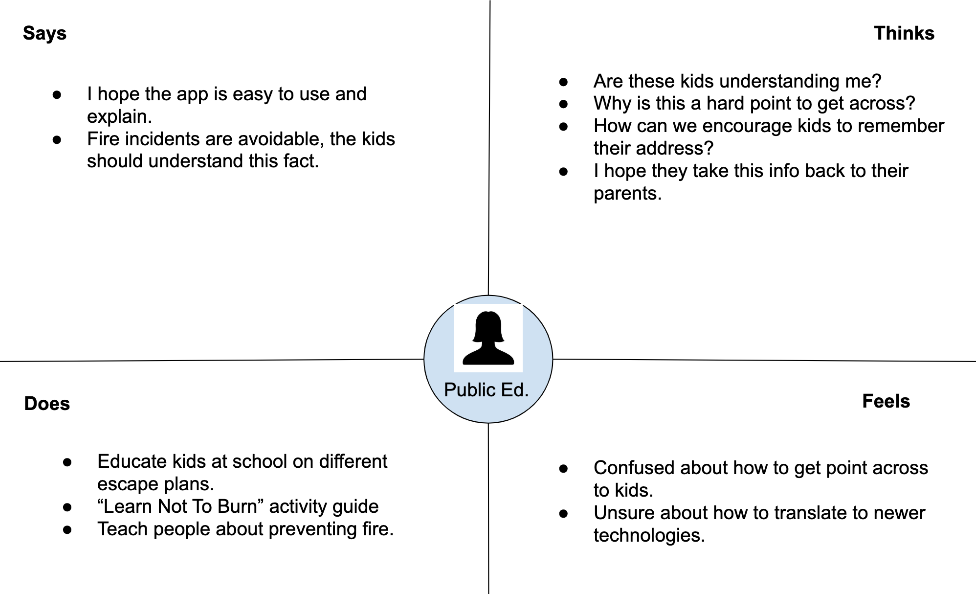 Says
● I hope the app is easy to use and
explain.
● Fire incidents are avoidable, the kids
should understand this fact.
Thinks
● Are these kids understanding me?
● Why is this a hard point to get across?
● How can we encourage kids to remember
their address?
● I hope they take this info back to their
parents.
Public Ed.
Does
● Educate kids at school on different
escape plans.
● “Learn Not To Burn” activity guide
● Teach people about preventing fire.
Feels
● Confused about how to get point across
to kids.
● Unsure about how to translate to newer
technologies.